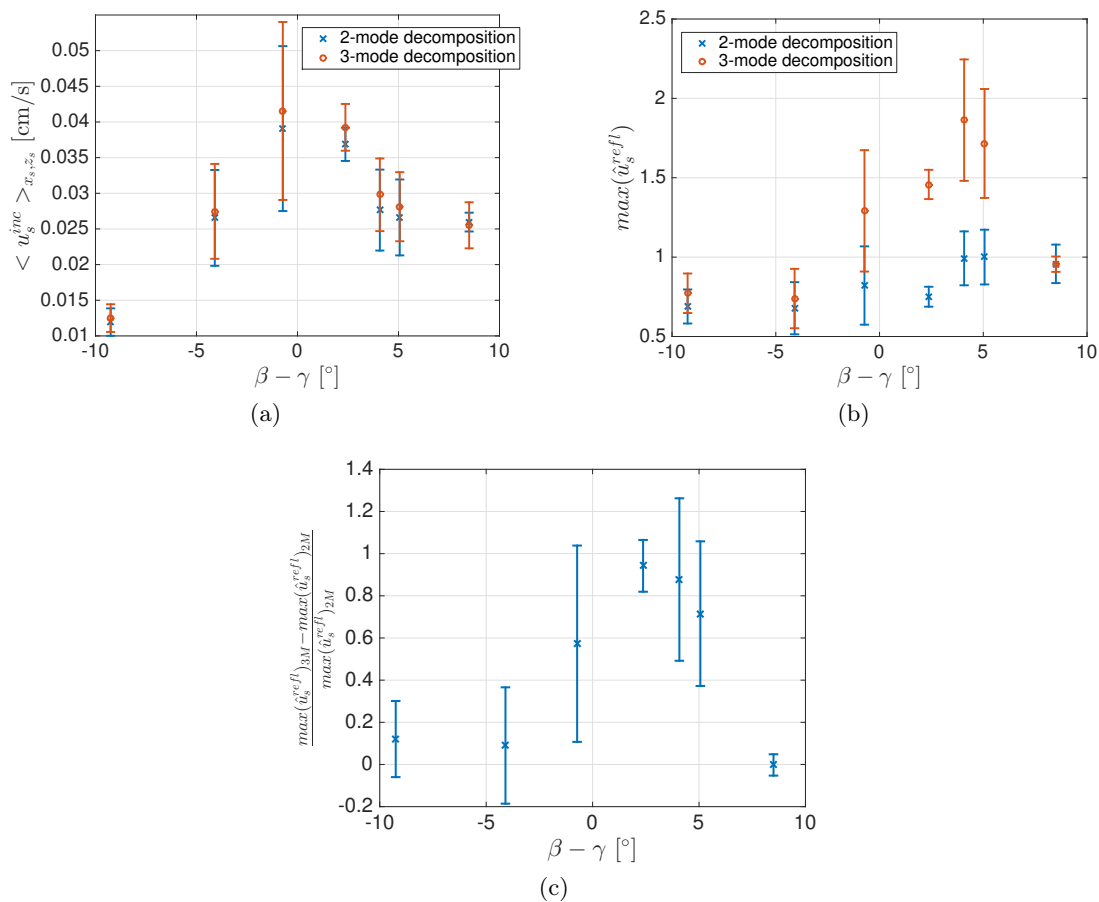 0.055
0.05
0.045
0.04
0.035
0.03
0.025
0.02
0.015
0.01
-10
-5
0
5
10
< u_s^{inc} >_{x_s,z_s} [cm/s]
β − γ [°]
2-mode decomposition
3-mode decomposition
(a)
2.5
2
1.5
1
0.5
-10
-5
0
5
10
max(û_s^{refl})
β − γ [°]
2-mode decomposition
3-mode decomposition
(b)
1.4
1.2
1
0.8
0.6
0.4
0.2
0
-0.2
-10
-5
0
5
10
max(û_s^{refl})_{3M} − max(û_s^{refl})_{2M}
max(û_s^{refl})_{2M}
β − γ [°]
(c)